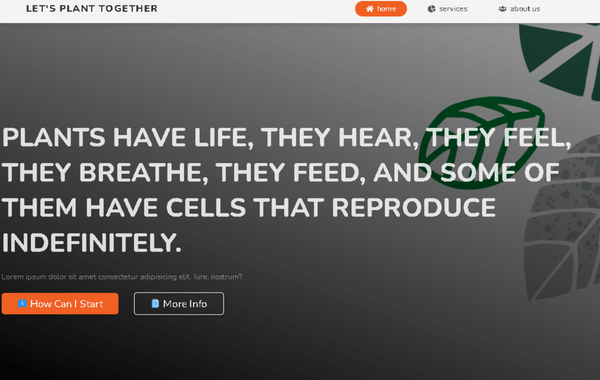 LET'S PLANT TOGETHER
home
services
about us
PLANTS HAVE LIFE, THEY HEAR, THEY FEEL,
THEY BREATHE, THEY FEED, AND SOME OF
THEM HAVE CELLS THAT REPRODUCE
INDEFINITELY.
Lorem ipsum dolor sit amet consectetur adipisicing elit. Iure, nostrum?
How Can I Start
More Info